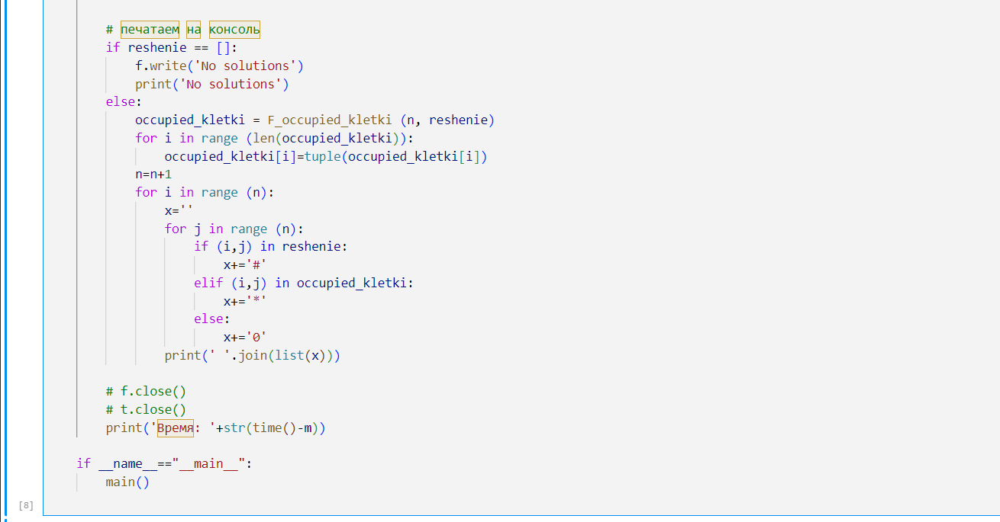 # печатаем на консоль
if reshenie == []:
f.write('No solutions')
print('No solutions')
else:
occupied_kletki = F_occupied_kletki (n, reshenie)
for i in range (len(occupied_kletki)):
occupied_kletki[i]=tuple(occupied_kletki[i])
n=n+1
for i in range (n):
x=''
for j in range (n):
if (i,j) in reshenie:
x+='#'
elif (i,j) in occupied_kletki:
x+='*'
else:
x+='0'
print(' '.join(list(x)))
# f.close()
# t.close()
print('Время: '+str(time()-m))
if __name__=="__main__":
main()
[8]